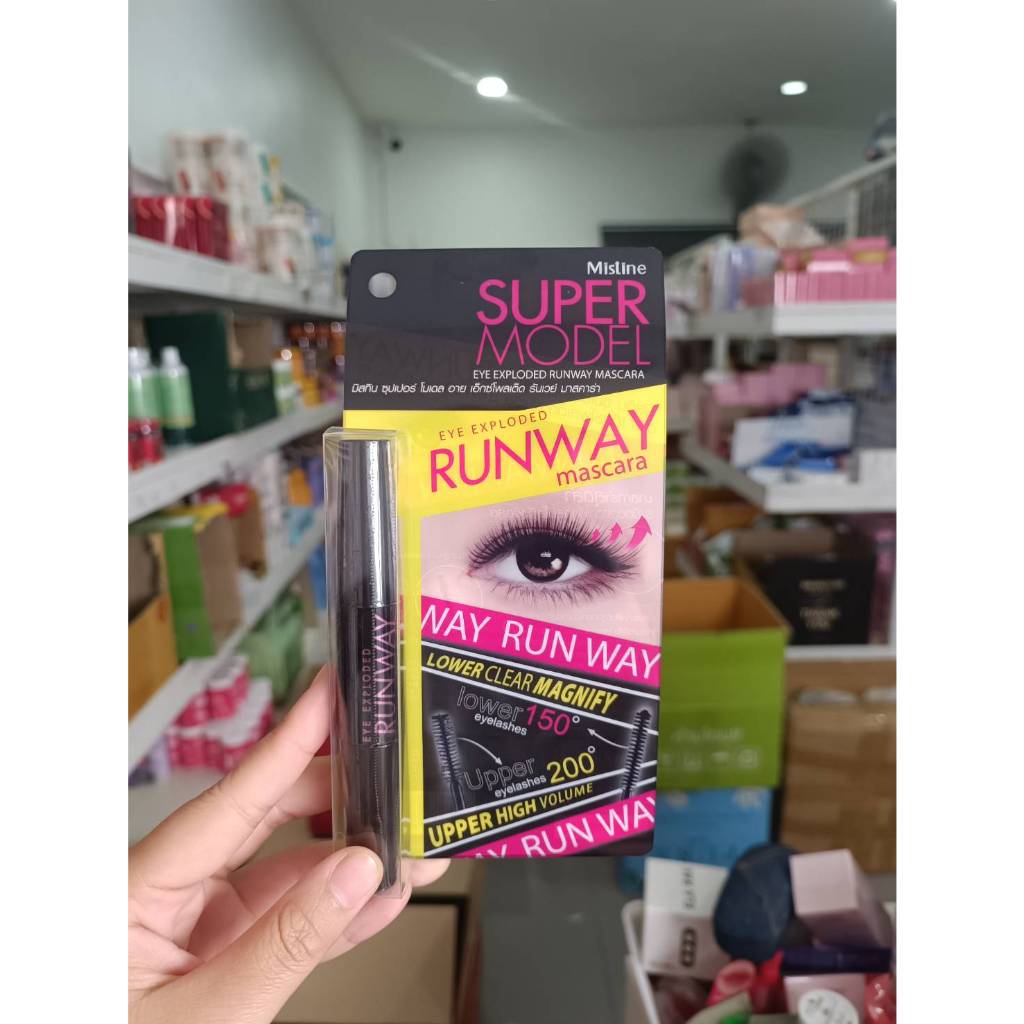 Mistine
SUPER
MODEL
EYE EXPLODED RUNWAY MASCARA
มิสทิน ซุปเปอร์ โมเดล อาย เอ็กซ์โพลเด็ด รันเวย์ มาสคาร่า
EYE EXPLODED
RUNWAY
mascara
WAY RUN WAY
LOWER CLEAR MAGNIFY
lower 150°
eyelashes
Upper 200°
eyelashes
UPPER HIGH VOLUME
AY RUN WA
EYE EXPLODED
RUNWAY